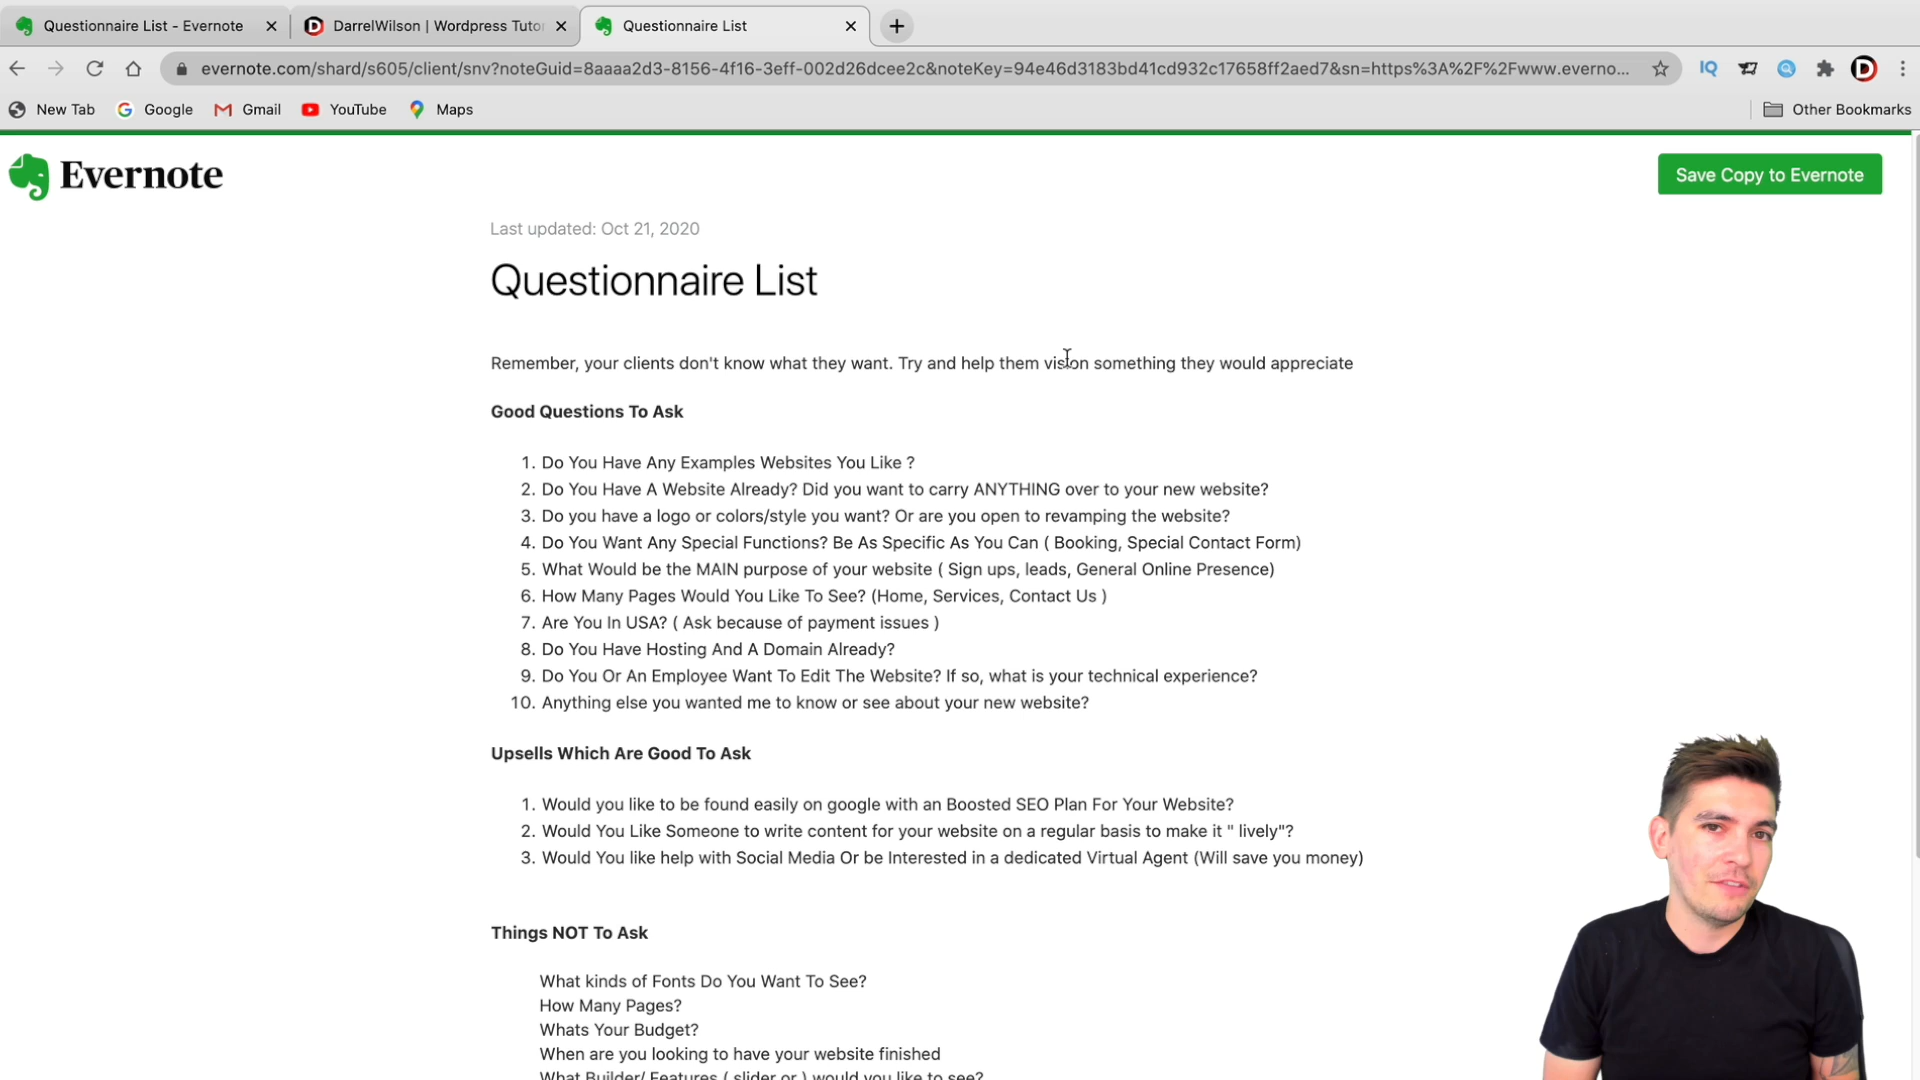 Questionnaire List - Evernote
DarrelWilson | Wordpress Tutor
Questionnaire List
evernote.com/shard/s605/client/snv?noteGuid=8aaaa2d3-8156-4f16-3eff-002d26dcee2c&noteKey=94e46d3183bd41cd932c17658ff2aed7&sn=https%3A%2F%2Fwww.everno...
IQ
New Tab
Google
Gmail
YouTube
Maps
Other Bookmarks
Evernote
Save Copy to Evernote
Last updated: Oct 21, 2020
Questionnaire List
Remember, your clients don't know what they want. Try and help them vision something they would appreciate
Good Questions To Ask
1. Do You Have Any Examples Websites You Like ?
2. Do You Have A Website Already? Did you want to carry ANYTHING over to your new website?
3. Do you have a logo or colors/style you want? Or are you open to revamping the website?
4. Do You Want Any Special Functions? Be As Specific As You Can ( Booking, Special Contact Form)
5. What Would be the MAIN purpose of your website ( Sign ups, leads, General Online Presence)
6. How Many Pages Would You Like To See? (Home, Services, Contact Us )
7. Are You In USA? ( Ask because of payment issues )
8. Do You Have Hosting And A Domain Already?
9. Do You Or An Employee Want To Edit The Website? If so, what is your technical experience?
10. Anything else you wanted me to know or see about your new website?
Upsells Which Are Good To Ask
1. Would you like to be found easily on google with an Boosted SEO Plan For Your Website?
2. Would You Like Someone to write content for your website on a regular basis to make it " lively"?
3. Would You like help with Social Media Or be Interested in a dedicated Virtual Agent (Will save you money)
Things NOT To Ask
What kinds of Fonts Do You Want To See?
How Many Pages?
Whats Your Budget?
When are you looking to have your website finished
What Builder/ Features ( slider or ) would you like to see?